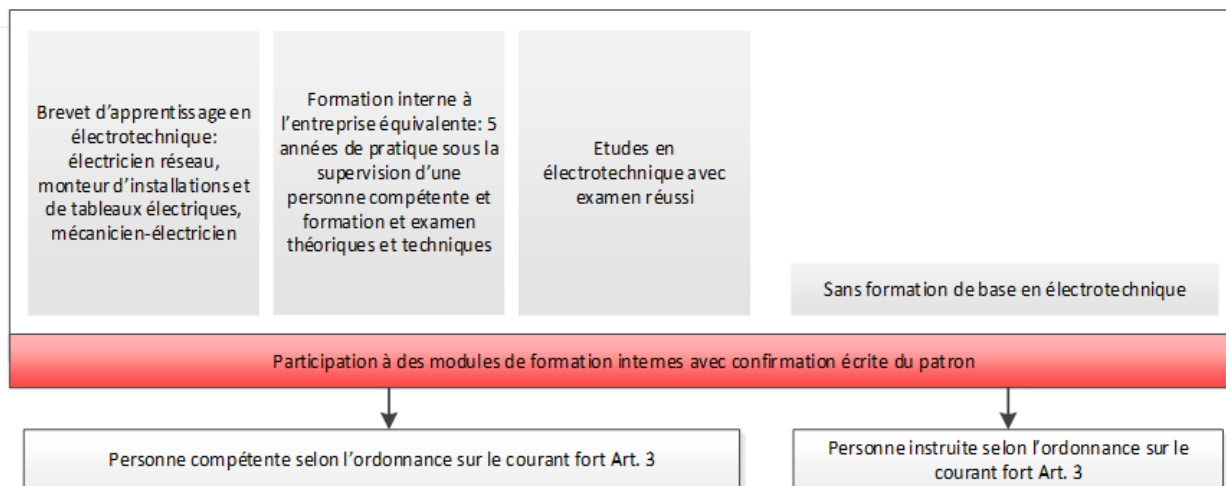 Brevet d'apprentissage en
électrotechnique:
électricien réseau,
monteur d'installations et
de tableaux électriques,
mécanicien-électricien
Formation interne à
l'entreprise équivalente: 5
années de pratique sous la
supervision d'une
personne compétente et
formation et examen
théoriques et techniques
Etudes en
électrotechnique avec
examen réussi
Sans formation de base en électrotechnique
Participation à des modules de formation internes avec confirmation écrite du patron
Personne compétente selon l'ordonnance sur le courant fort Art. 3
Personne instruite selon l'ordonnance sur le
courant fort Art. 3